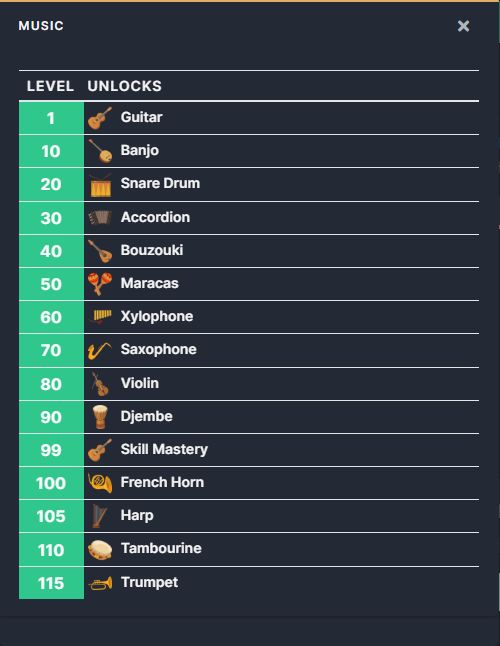 MUSIC
LEVEL UNLOCKS
1 Guitar
10 Banjo
20 Snare Drum
30 Accordion
40 Bouzouki
50 Maracas
60 Xylophone
70 Saxophone
80 Violin
90 Djembe
99 Skill Mastery
100 French Horn
105 Harp
110 Tambourine
115 Trumpet